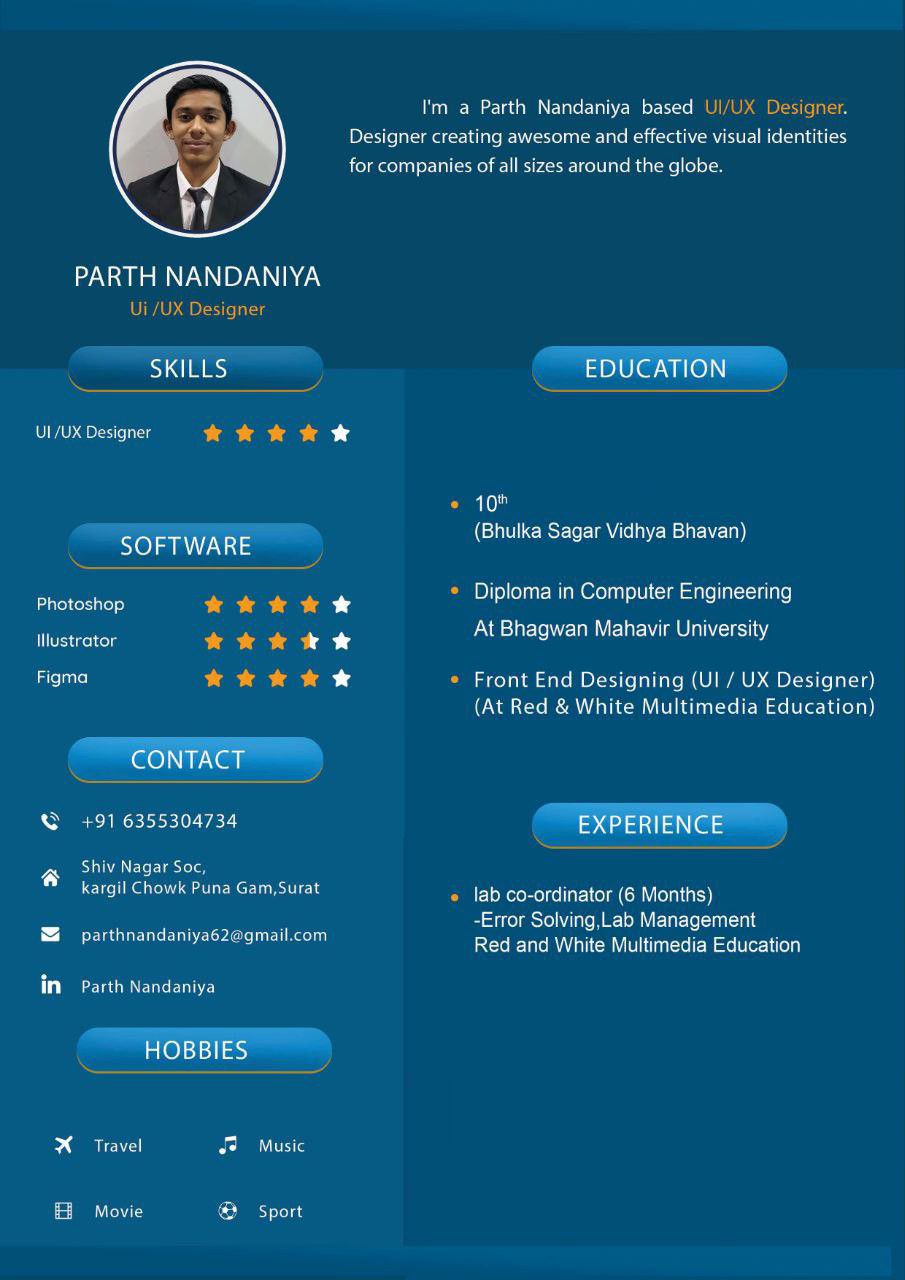 I'm a Parth Nandaniya based UI/UX Designer.
Designer creating awesome and effective visual identities
for companies of all sizes around the globe.
PARTH NANDANIYA
Ui /UX Designer
SKILLS
UI /UX Designer
SOFTWARE
Photoshop
Illustrator
Figma
CONTACT
+91 6355304734
Shiv Nagar Soc,
kargil Chowk Puna Gam,Surat
parthnandaniya62@gmail.com
in Parth Nandaniya
HOBBIES
Travel
Music
Movie
Sport
EDUCATION
• 10th
(Bhulka Sagar Vidhya Bhavan)
• Diploma in Computer Engineering
At Bhagwan Mahavir University
• Front End Designing (UI / UX Designer)
(At Red & White Multimedia Education)
EXPERIENCE
• lab co-ordinator (6 Months)
-Error Solving,Lab Management
Red and White Multimedia Education